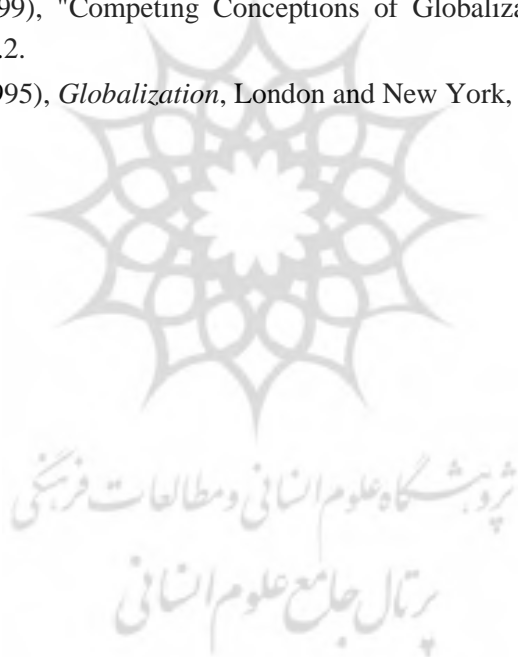 99), "Competing Conceptions of Globaliza
.2.
995), Globalization, London and New York,
پژوهشگاه علوم انسانی و مطالعات فرهنگی
پرتال جامع علوم انسانی